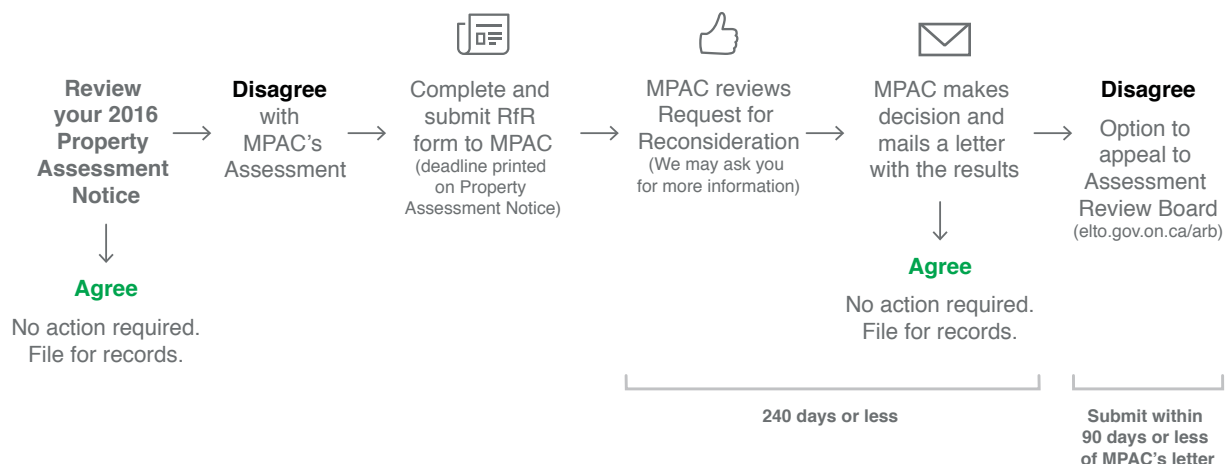 Review
your 2016
Property
Assessment
Notice
Agree
No action required.
File for records.
Disagree
with
MPAC's
Assessment
Complete and
submit RfR
form to MPAC
(deadline printed
on Property
Assessment Notice)
MPAC reviews
Request for
Reconsideration
(We may ask you
for more information)
MPAC makes
decision and
mails a letter
with the results
Agree
No action required.
File for records.
Disagree
Option to
appeal to
Assessment
Review Board
(elto.gov.on.ca/arb)
240 days or less
Submit within
90 days or less
of MPAC's letter